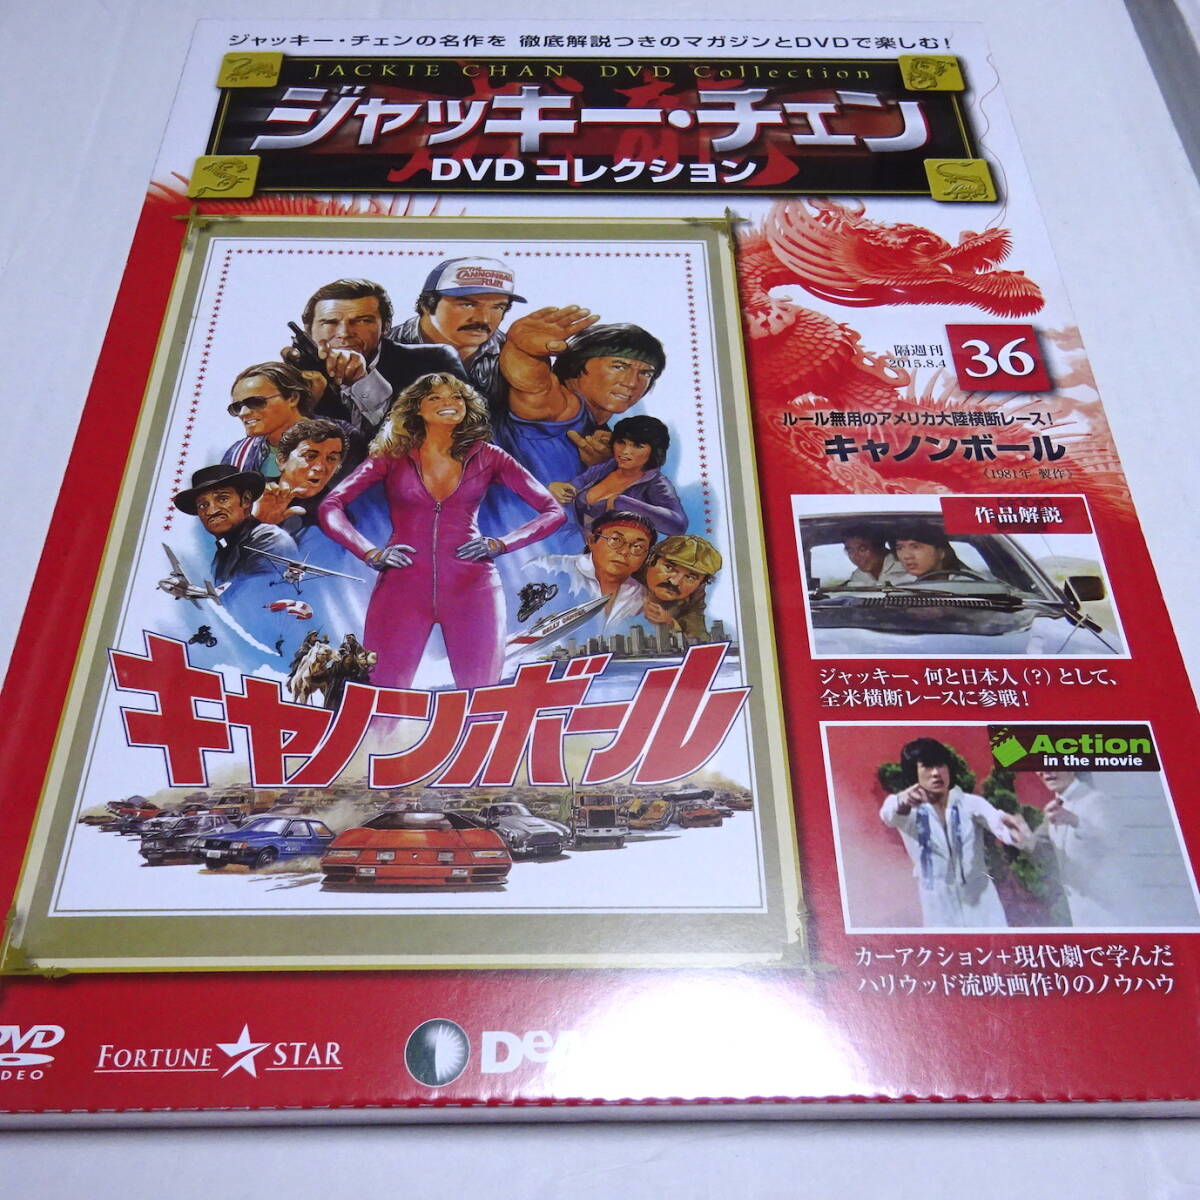 ジャッキー・チェンの名作を 徹底解説つきのマガジンとDVDで楽しむ!
JACKIE CHAN DVD Collection
ジャッキー・チェン
DVD コレクション
THE
CANNONBALL
RUN
隔週刊
2015.8.4
36
ルール無用のアメリカ大陸横断レース!
キャノンボール
(1981年 製作)
作品解説
ジャッキー、何と日本人(?)として、
全米横断レースに参戦!
キャノンボール
Action
in the movie
カーアクション+現代劇で学んだ
ハリウッド流映画作りのノウハウ
DVD
VIDEO
FORTUNE STAR